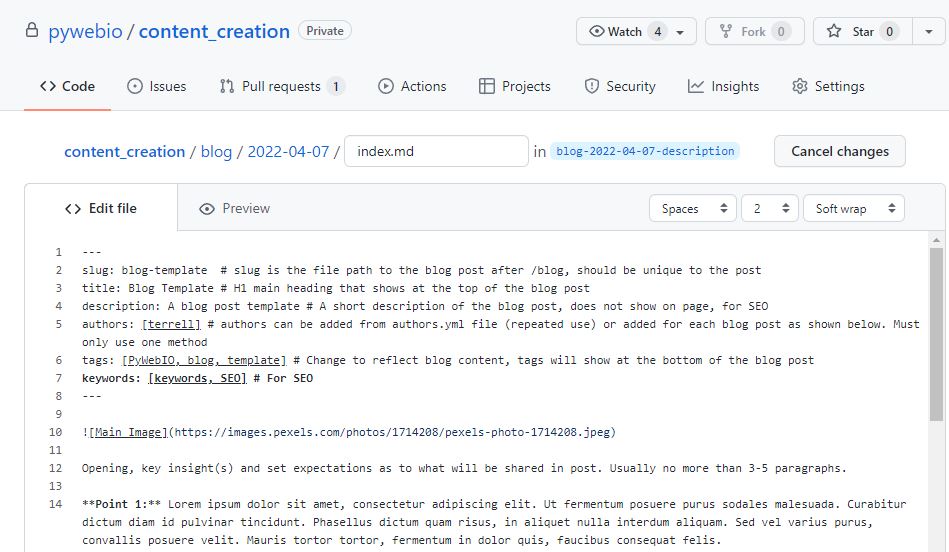 pywebio / content_creation Private Watch 4 Fork 0 Star 0
Code Issues Pull requests 1 Actions Projects Security Insights Settings
content_creation / blog / 2022-04-07 / index.md in blog-2022-04-07-description Cancel changes
Edit file Preview Spaces 2 Soft wrap
1 ---
2 slug: blog-template  # slug is the file path to the blog post after /blog, should be unique to the post
3 title: Blog Template # H1 main heading that shows at the top of the blog post
4 description: A blog post template # A short description of the blog post, does not show on page, for SEO
5 authors: [terrell] # authors can be added from authors.yml file (repeated use) or added for each blog post as shown below. Must
only use one method
6 tags: [PyWebIO, blog, template] # Change to reflect blog content, tags will show at the bottom of the blog post
7 keywords: [keywords, SEO] # For SEO
8 ---
9
10 ![Main Image](https://images.pexels.com/photos/1714208/pexels-photo-1714208.jpeg)
11
12 Opening, key insight(s) and set expectations as to what will be shared in post. Usually no more than 3-5 paragraphs.
13
14 **Point 1:** Lorem ipsum dolor sit amet, consectetur adipiscing elit. Ut fermentum posuere purus sodales malesuada. Curabitur
dictum diam id pulvinar tincidunt. Phasellus dictum quam risus, in aliquet nulla interdum aliquam. Sed vel varius purus,
convallis posuere velit. Mauris tortor tortor, fermentum in dolor quis, faucibus consequat felis.